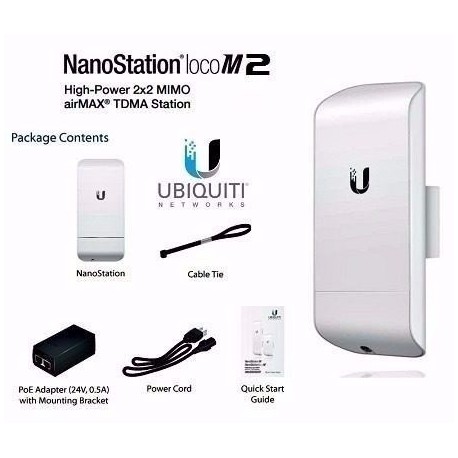 NanoStation® loco M2
High-Power 2x2 MIMO
airMAX® TDMA Station
Package Contents
UBIQUITI™
NETWORKS
NanoStation
Cable Tie
PoE Adapter (24V, 0.5A)
with Mounting Bracket
Power Cord
Quick Start
Guide